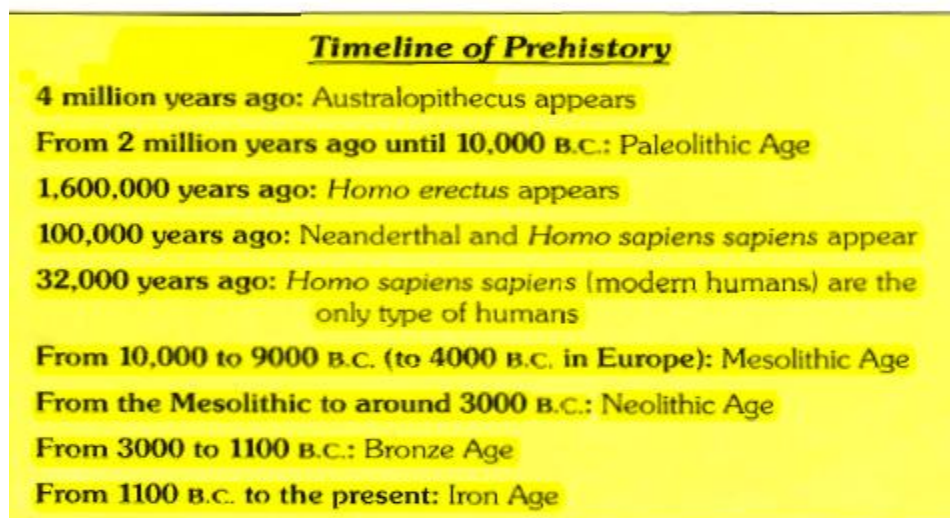 Timeline of Prehistory
4 million years ago: Australopithecus appears
From 2 million years ago until 10,000 B.C.: Paleolithic Age
1,600,000 years ago: Homo erectus appears
100,000 years ago: Neanderthal and Homo sapiens sapiens appear
32,000 years ago: Homo sapiens sapiens (modern humans) are the
only type of humans
From 10,000 to 9000 B.C. (to 4000 B.C. in Europe): Mesolithic Age
From the Mesolithic to around 3000 B.C.: Neolithic Age
From 3000 to 1100 B.C.: Bronze Age
From 1100 B.C. to the present: Iron Age